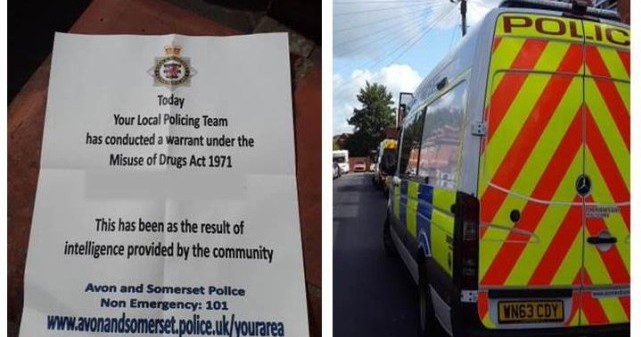 Today
Your Local Policing Team
has conducted a warrant under the
Misuse of Drugs Act 1971
This has been as the result of
intelligence provided by the community
Avon and Somerset Police
Non Emergency: 101
www.avonandsomerset.police.uk/yourarea
POLIC
WN63 CDY